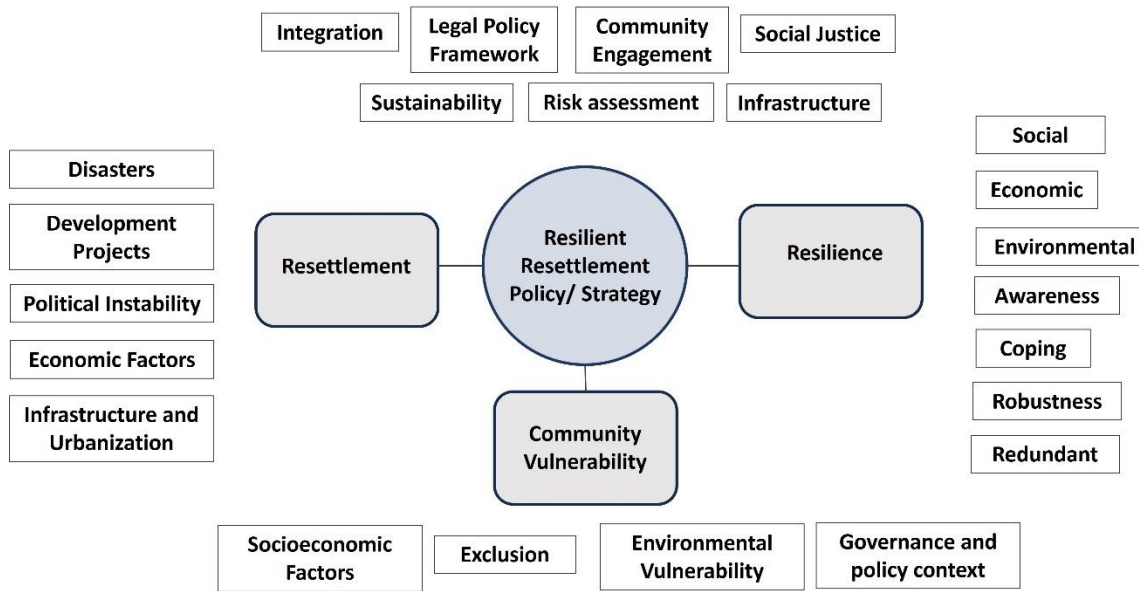 Integration
Legal Policy
Framework
Community
Engagement
Social Justice
Sustainability
Risk assessment
Infrastructure
Disasters
Development
Projects
Political Instability
Economic Factors
Infrastructure and
Urbanization
Resettlement
Resilient
Resettlement
Policy/ Strategy
Resilience
Community
Vulnerability
Social
Economic
Environmental
Awareness
Coping
Robustness
Redundant
Socioeconomic
Factors
Exclusion
Environmental
Vulnerability
Governance and
policy context